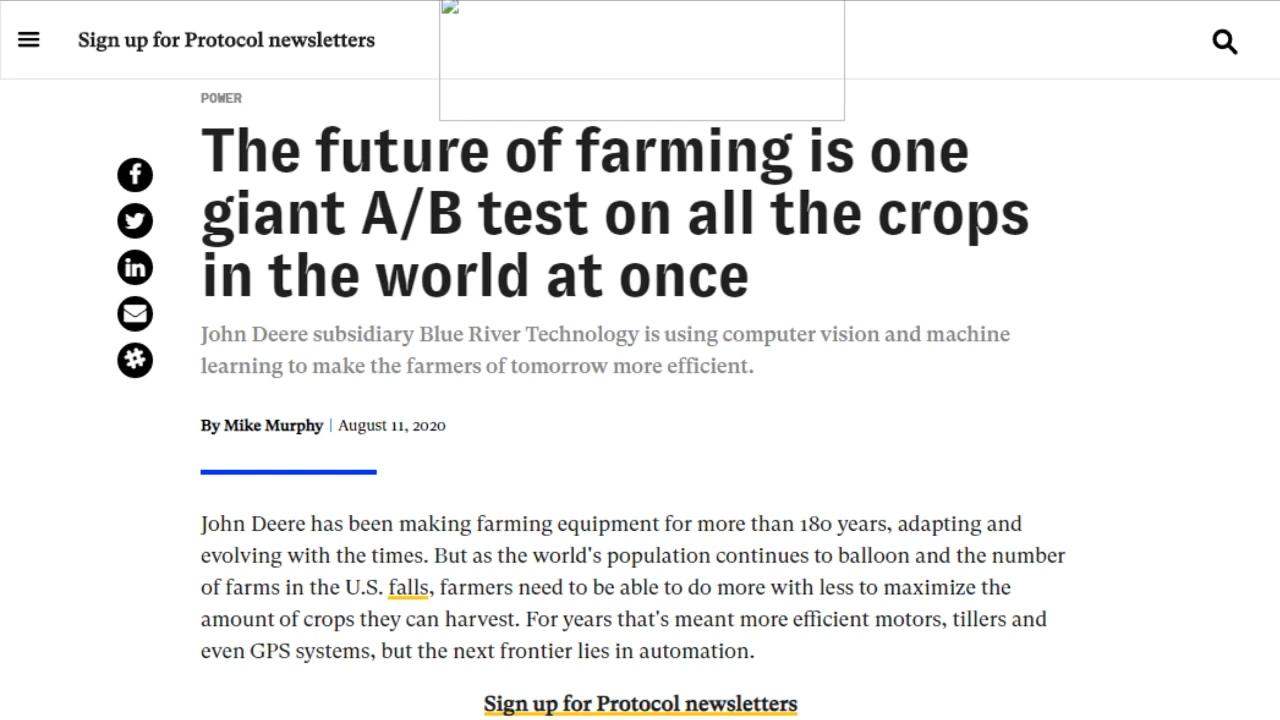 Sign up for Protocol newsletters
POWER
The future of farming is one
giant A/B test on all the crops
in the world at once
John Deere subsidiary Blue River Technology is using computer vision and machine
learning to make the farmers of tomorrow more efficient.
By Mike Murphy | August 11, 2020
John Deere has been making farming equipment for more than 180 years, adapting and
evolving with the times. But as the world's population continues to balloon and the number
of farms in the U.S. falls, farmers need to be able to do more with less to maximize the
amount of crops they can harvest. For years that's meant more efficient motors, tillers and
even GPS systems, but the next frontier lies in automation.
Sign up for Protocol newsletters